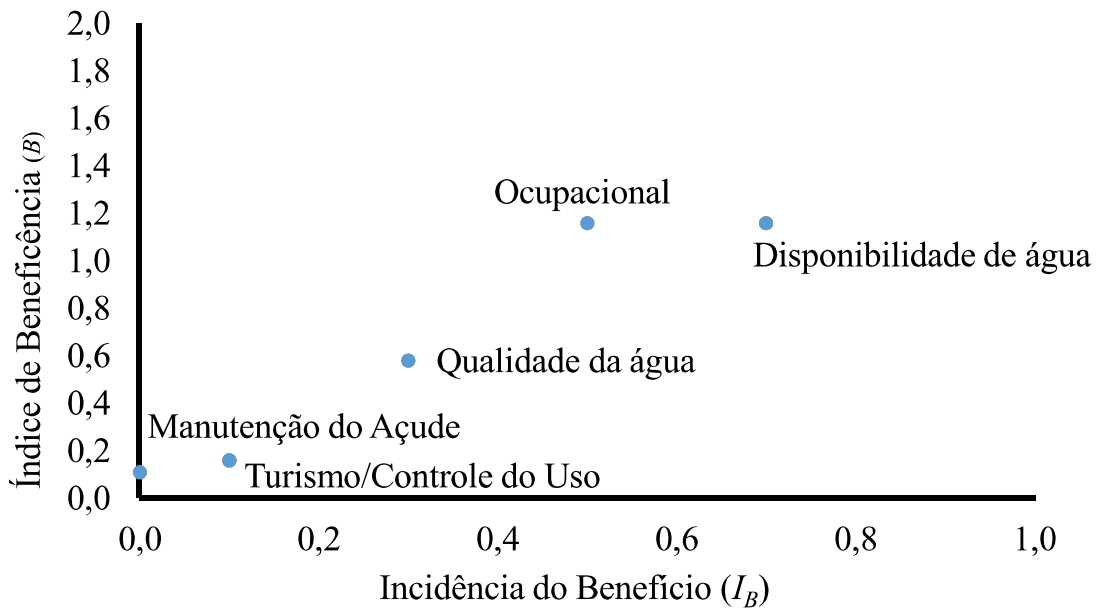 Índice de Beneficência (B)
2,0
1,8
1,6
1,4
1,2
1,0
0,8
0,6
0,4
0,2
0,0
Ocupacional
Disponibilidade de água
Qualidade da água
Manutenção do Açude
Turismo/Controle do Uso
0,0 0,2 0,4 0,6 0,8 1,0
Incidência do Benefício (I_B)